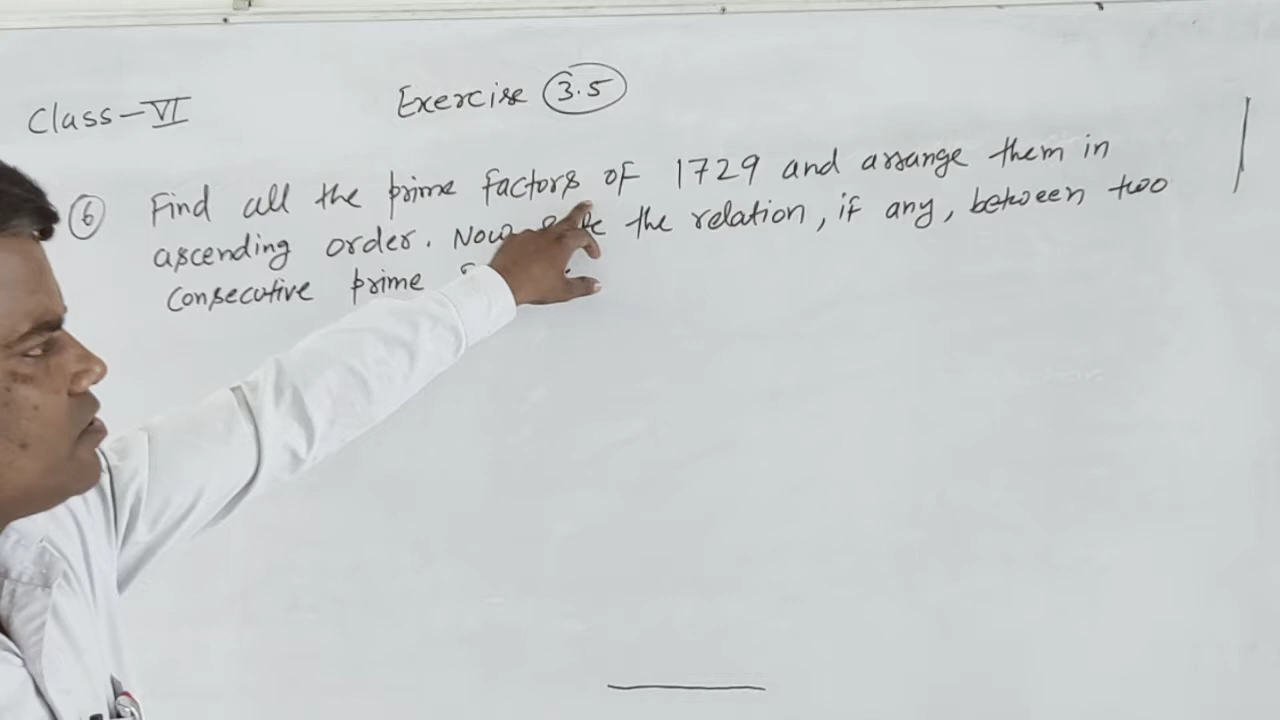 Class-VI
Exercise 3.5
6 Find all the prime factors of 1729 and arrange them in
ascending order. Now the relation, if any, between two
Consecutive prime